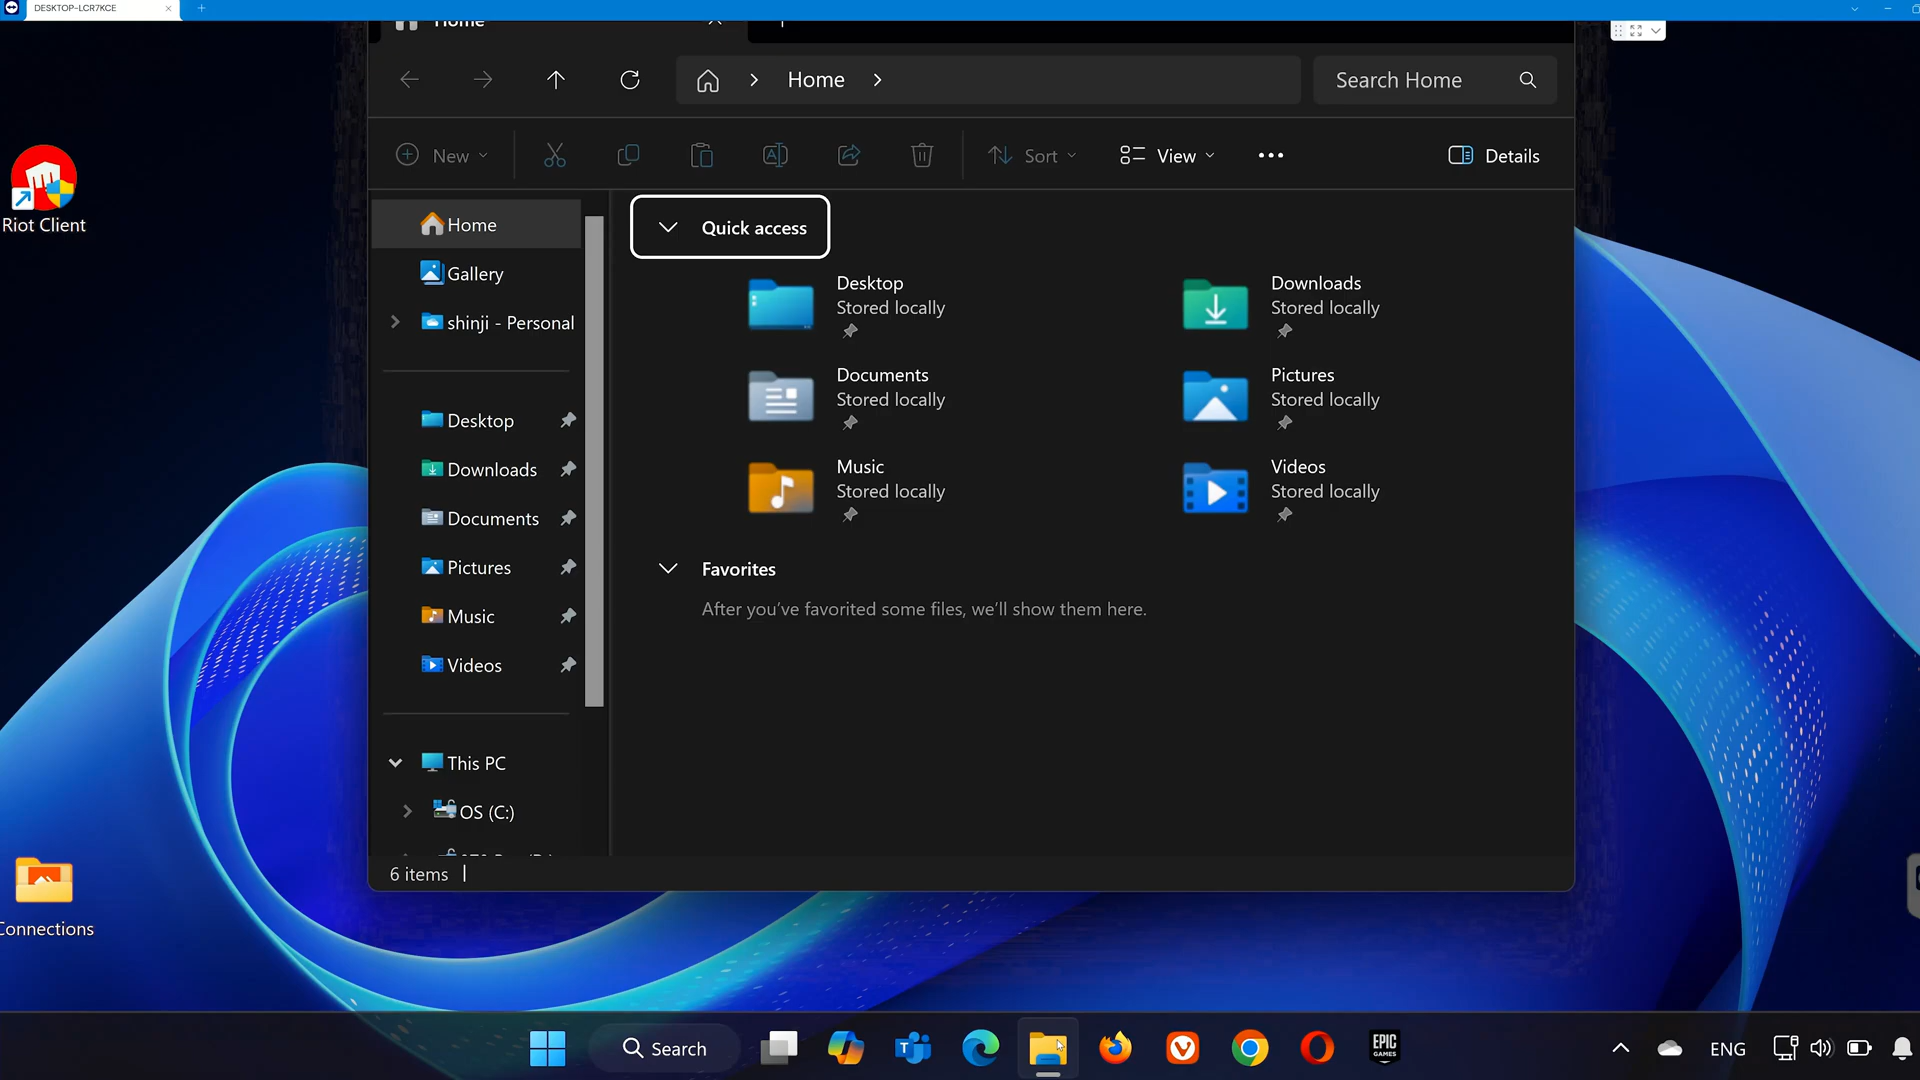 DESKTOP-LCR7KCE
Home
Home
Search Home
New
Sort
View
Details
Riot Client
Home
Gallery
shinji - Personal
Desktop
Downloads
Documents
Pictures
Music
Videos
This PC
OS (C:)
Quick access
Desktop
Stored locally
Downloads
Stored locally
Documents
Stored locally
Pictures
Stored locally
Music
Stored locally
Videos
Stored locally
Favorites
After you've favorited some files, we'll show them here.
6 items
Connections
Search
EPIC
GAMES
ENG